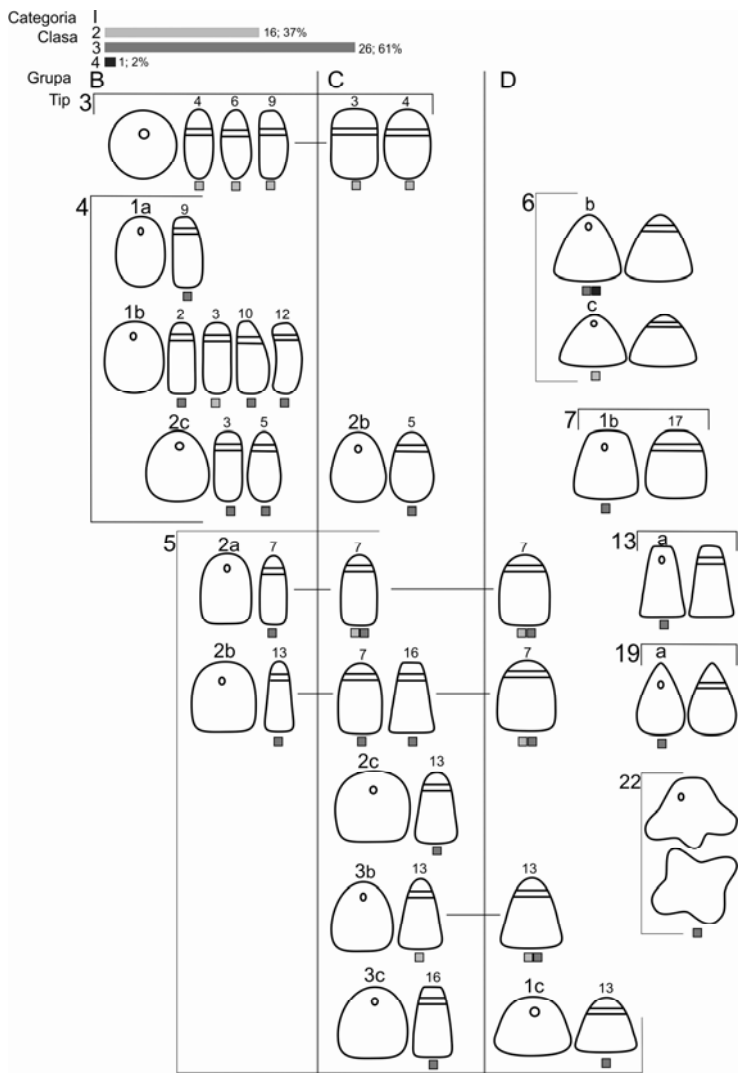 Categoria I
Clasa 2 16; 37%
3 26; 61%
4 1; 2%
Grupa B C D
Tip 3 4 6 9 3 4
4 1a 9 6 b
c
1b 2 3 10 12
2c 3 5 2b 5 7 1b 17
5 2a 7 7 7 13 a
2b 13 7 16 7 19 a
2c 13 22
3b 13 13
3c 16 1c 13